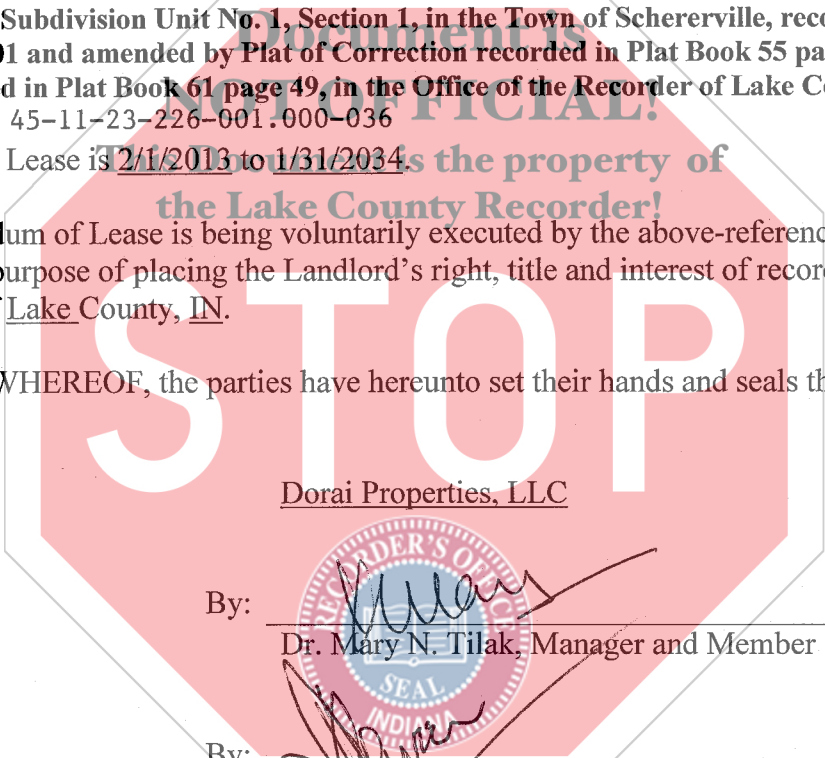 Subdivision Unit No. 1, Section 1, in the Town of Schererville, reco
Document is
1 and amended by Plat of Correction recorded in Plat Book 55 pa
d in Plat Book 61 page 49, in the Office of the Recorder of Lake Co
NOT OFFICIAL!
45-11-23-226-001.000-036
Lease is 2/1/2013 to 1/31/2034.
This Document is the property of
the Lake County Recorder!
lum of Lease is being voluntarily executed by the above-referenc
purpose of placing the Landlord's right, title and interest of recor
Lake County, IN.
STOP
WHEREOF, the parties have hereunto set their hands and seals th
Dorai Properties, LLC
RECORDER'S OFFICE
By:
Dr. Mary N. Tilak, Manager and Member
SEAL
INDIANA
By: